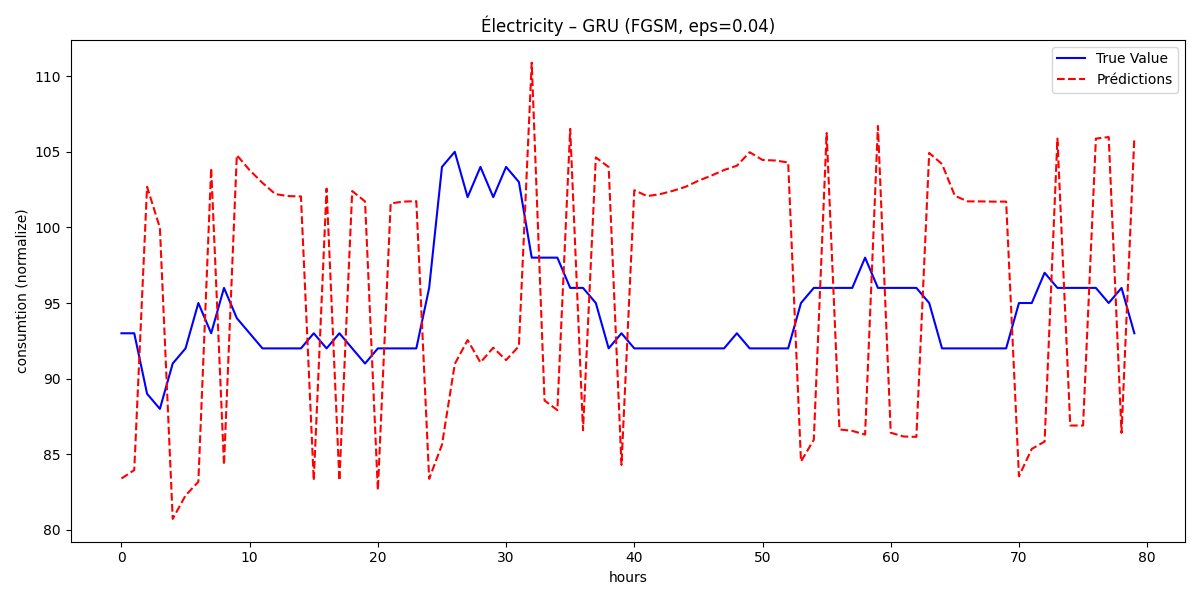 Électricity – GRU (FGSM, eps=0.04)
True Value
Prédictions
consumtion (normalize)
110
105
100
95
90
85
80
0 10 20 30 40 50 60 70 80
hours